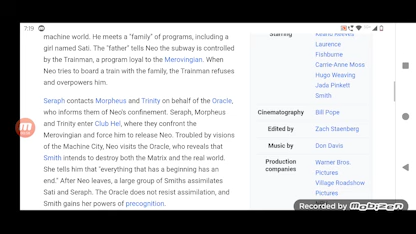 7:19
machine world. He meets a "family" of programs, including a
girl named Sati. The "father" tells Neo the subway is controlled
by the Trainman, a program loyal to the Merovingian. When
Neo tries to board a train with the family, the Trainman refuses
and overpowers him.
Seraph contacts Morpheus and Trinity on behalf of the Oracle,
who informs them of Neo's confinement. Seraph, Morpheus
and Trinity enter Club Hel, where they confront the
Merovingian and force him to release Neo. Troubled by visions
of the Machine City, Neo visits the Oracle, who reveals that
Smith intends to destroy both the Matrix and the real world.
She tells him that "everything that has a beginning has an
end." After Neo leaves, a large group of Smiths assimilates
Sati and Seraph. The Oracle does not resist assimilation, and
Smith gains her powers of precognition.
Starring
Keanu Reeves
Laurence
Fishburne
Carrie-Anne Moss
Hugo Weaving
Jada Pinkett
Smith
Cinematography Bill Pope
Edited by Zach Staenberg
Music by Don Davis
Production
companies
Warner Bros.
Pictures
Village Roadshow
Pictures
Recorded by mobizen